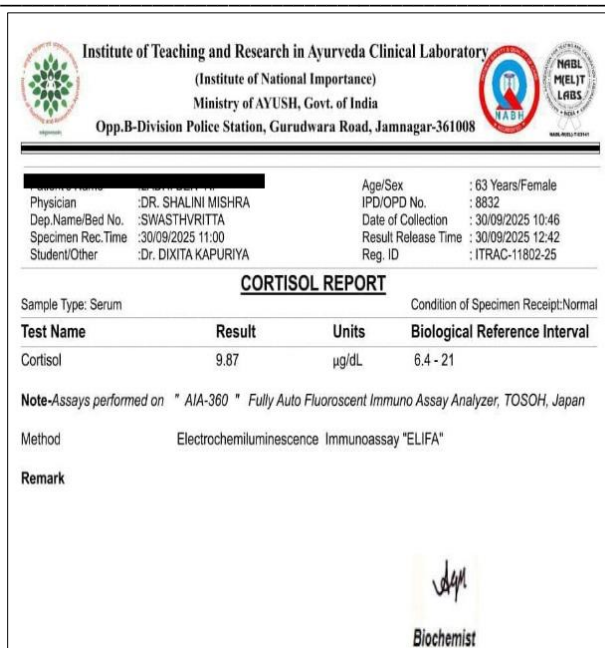 Institute of Teaching and Research in Ayurveda Clinical Laboratory
(Institute of National Importance)
Ministry of AYUSH, Govt. of India
Opp.B-Division Police Station, Gurudwara Road, Jamnagar-361008
NABH
NABL
M(EL)T
LABS
Age/Sex : 63 Years/Female
Physician :DR. SHALINI MISHRA IPD/OPD No. : 8832
Dep.Name/Bed No. :SWASTHVRITTA Date of Collection : 30/09/2025 10:46
Specimen Rec.Time :30/09/2025 11:00 Result Release Time : 30/09/2025 12:42
Student/Other :Dr. DIXITA KAPURIYA Reg. ID : ITRAC-11802-25
CORTISOL REPORT
Sample Type: Serum Condition of Specimen Receipt:Normal
Test Name Result Units Biological Reference Interval
Cortisol 9.87 µg/dL 6.4 - 21
Note-Assays performed on " AIA-360 " Fully Auto Fluoroscent Immuno Assay Analyzer, TOSOH, Japan
Method Electrochemiluminescence Immunoassay "ELIFA"
Remark
Biochemist